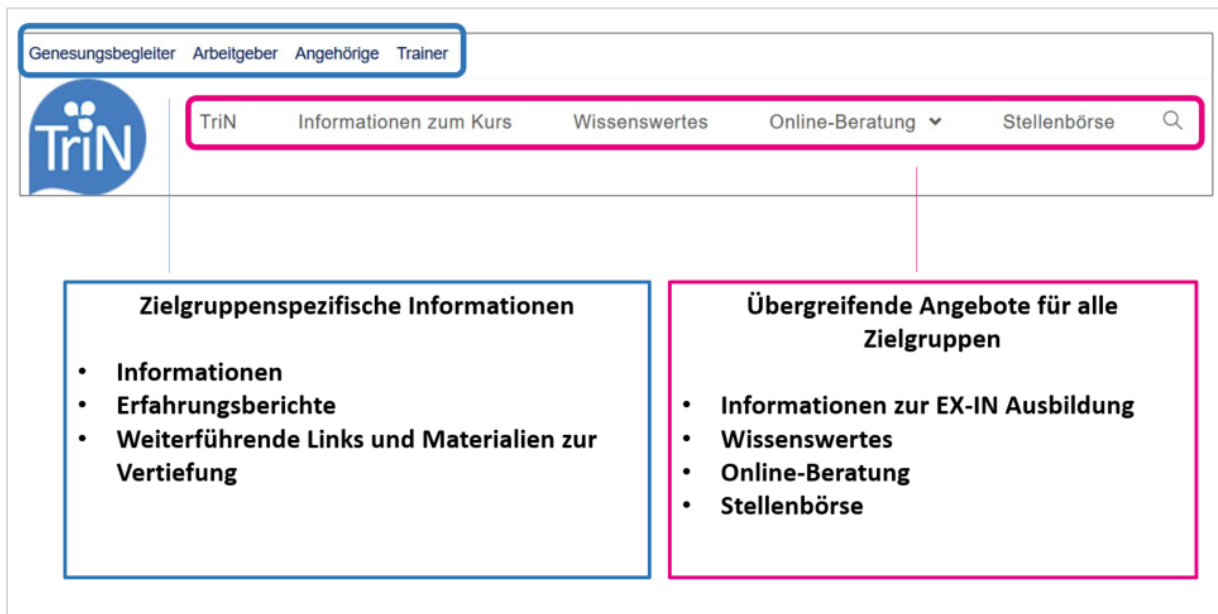 Genesungsbegleiter Arbeitgeber Angehörige Trainer
TriN
TriN Informationen zum Kurs Wissenswertes Online-Beratung Stellenbörse
Zielgruppenspezifische Informationen
• Informationen
• Erfahrungsberichte
• Weiterführende Links und Materialien zur
Vertiefung
Übergreifende Angebote für alle
Zielgruppen
• Informationen zur EX-IN Ausbildung
• Wissenswertes
• Online-Beratung
• Stellenbörse